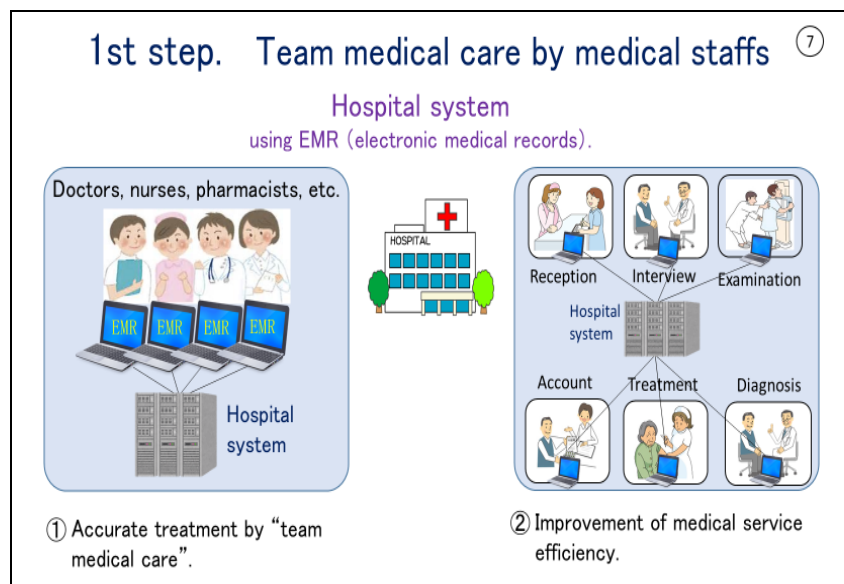 1st step. Team medical care by medical staffs
⑦
Hospital system
using EMR (electronic medical records).
Doctors, nurses, pharmacists, etc.
EMR EMR EMR EMR
Hospital
system
① Accurate treatment by “team
medical care”.
HOSPITAL
Reception Interview Examination
Hospital
system
Account Treatment Diagnosis
② Improvement of medical service
efficiency.